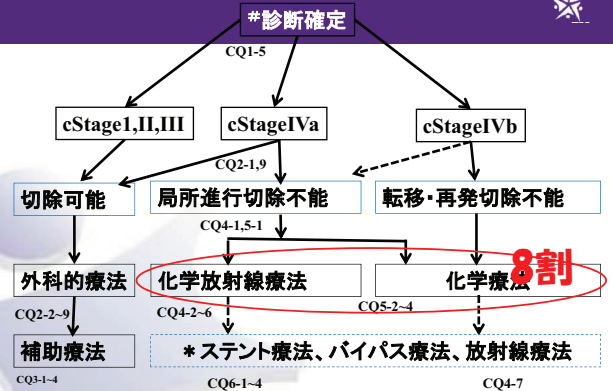 #診断確定
CQ1-5
cStage1,II,III
cStageIVa
cStageIVb
CQ2-1,9
切除可能
局所進行切除不能
転移・再発切除不能
CQ4-1,5-1
8割
外科的療法
化学放射線療法
化学療法
CQ2-2~9
CQ4-2~6
CQ5-2~4
補助療法
*ステント療法、バイパス療法、放射線療法
CQ3-1~4
CQ6-1~4
CQ4-7